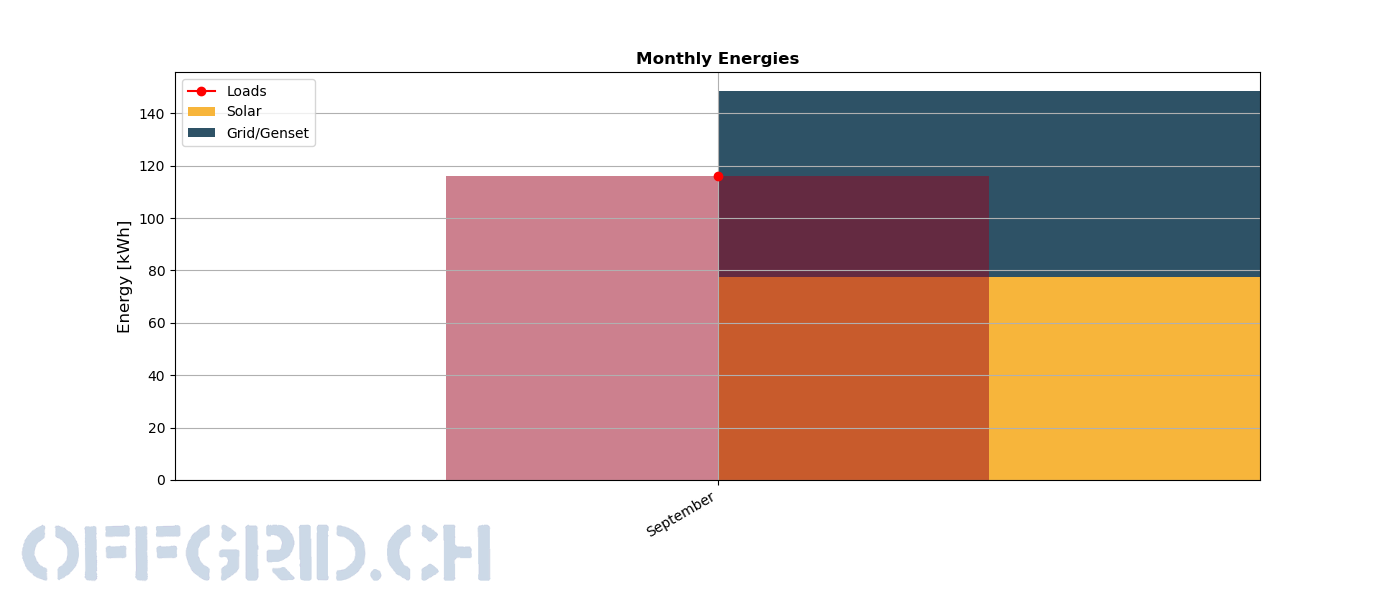 Monthly Energies
Loads
Solar
Grid/Genset
Energy [kWh]
140
120
100
80
60
40
20
0
September
OFFGRID.CH